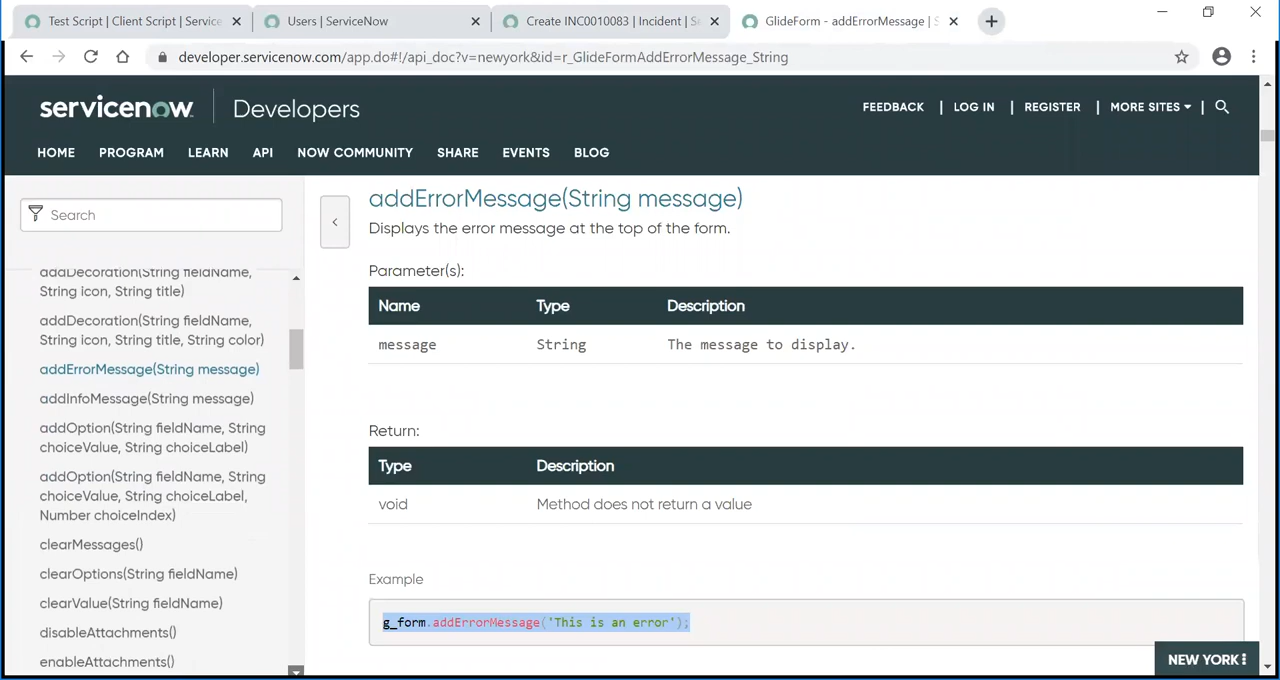 Test Script | Client Script | Service
Users | ServiceNow
Create INC0010083 | Incident | Se
GlideForm - addErrorMessage | S
developer.servicenow.com/app.do#!/api_doc?v=newyork&id=r_GlideFormAddErrorMessage_String
servicenow Developers
FEEDBACK | LOG IN | REGISTER | MORE SITES |
HOME PROGRAM LEARN API NOW COMMUNITY SHARE EVENTS BLOG
Search
addDecoration(String fieldName,
String icon, String title)
addDecoration(String fieldName,
String icon, String title, String color)
addErrorMessage(String message)
addInfoMessage(String message)
addOption(String fieldName, String
choiceValue, String choiceLabel)
addOption(String fieldName, String
choiceValue, String choiceLabel,
Number choiceIndex)
clearMessages()
clearOptions(String fieldName)
clearValue(String fieldName)
disableAttachments()
enableAttachments()
addErrorMessage(String message)
Displays the error message at the top of the form.
Parameter(s):
Name Type Description
message String The message to display.
Return:
Type Description
void Method does not return a value
Example
g_form.addErrorMessage('This is an error');
NEW YORK